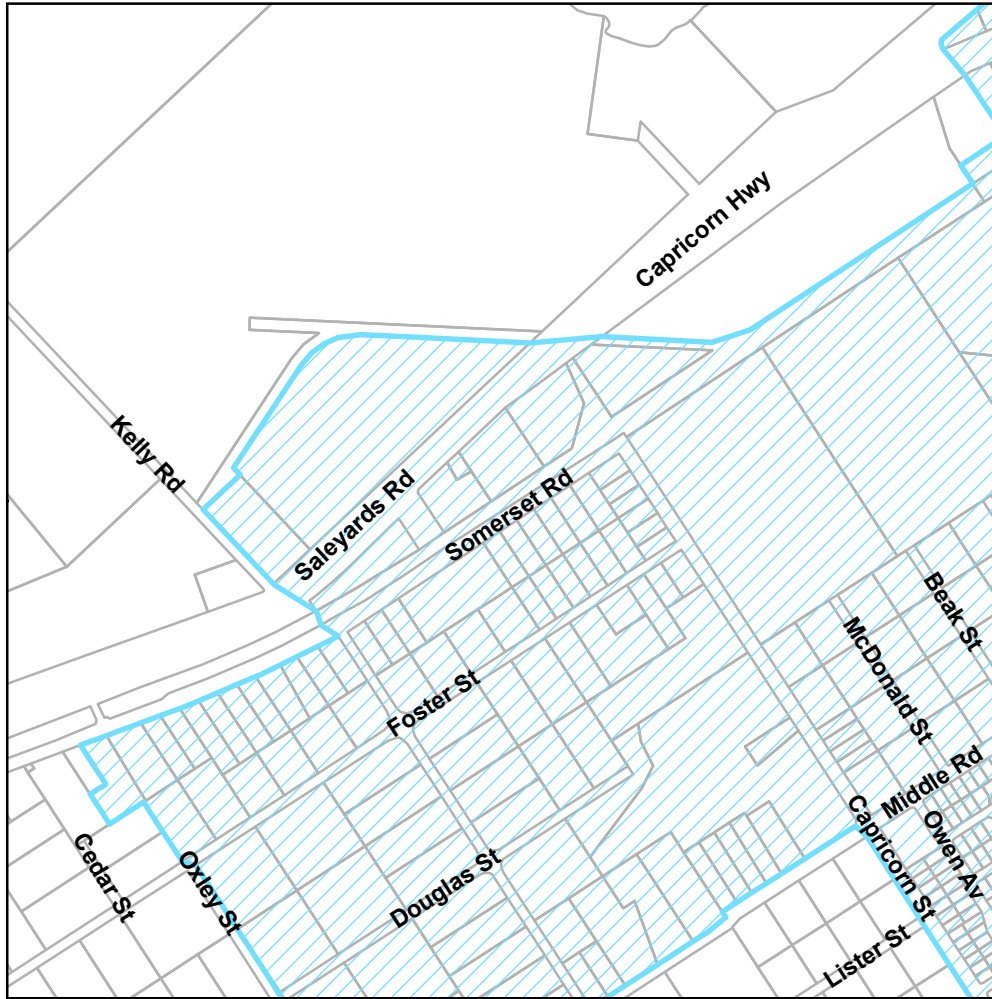 Capricorn Hwy
Kelly Rd
Saleyards Rd
Somerset Rd
Beak St
McDonald St
Foster St
Middle Rd
Capricorn St
Owen Av
Cedar St
Oxley St
Douglas St
Lister St